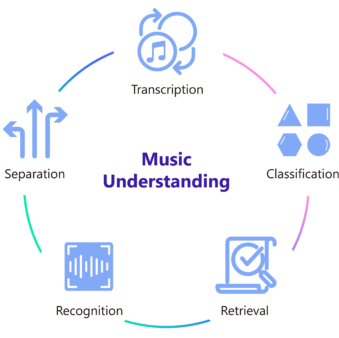 Transcription
Separation
Music
Understanding
Classification
Recognition
Retrieval